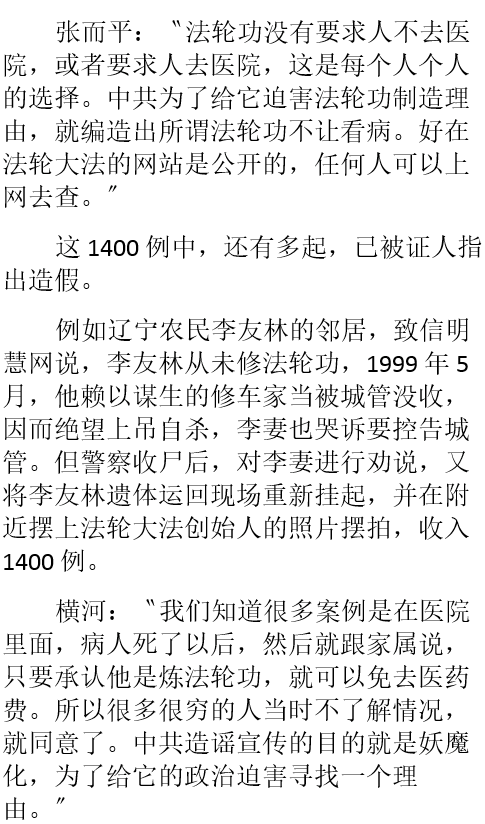 张而平：〝法轮功没有要求人不去医
院，或者要求人去医院，这是每个人个人
的选择。中共为了给它迫害法轮功制造理
由，就编造出所谓法轮功不让看病。好在
法轮大法的网站是公开的，任何人可以上
网去查。〞
这 1400 例中，还有多起，已被证人指
出造假。
例如辽宁农民李友林的邻居，致信明
慧网说，李友林从未修法轮功，1999 年 5
月，他赖以谋生的修车家当被城管没收，
因而绝望上吊自杀，李妻也哭诉要控告城
管。但警察收尸后，对李妻进行劝说，又
将李友林遗体运回现场重新挂起，并在附
近摆上法轮大法创始人的照片摆拍，收入
1400 例。
横河：〝我们知道很多案例是在医院
里面，病人死了以后，然后就跟家属说，
只要承认他是炼法轮功，就可以免去医药
费。所以很多很穷的人当时不了解情况，
就同意了。中共造谣宣传的目的就是妖魔
化，为了给它的政治迫害寻找一个理
由。〞